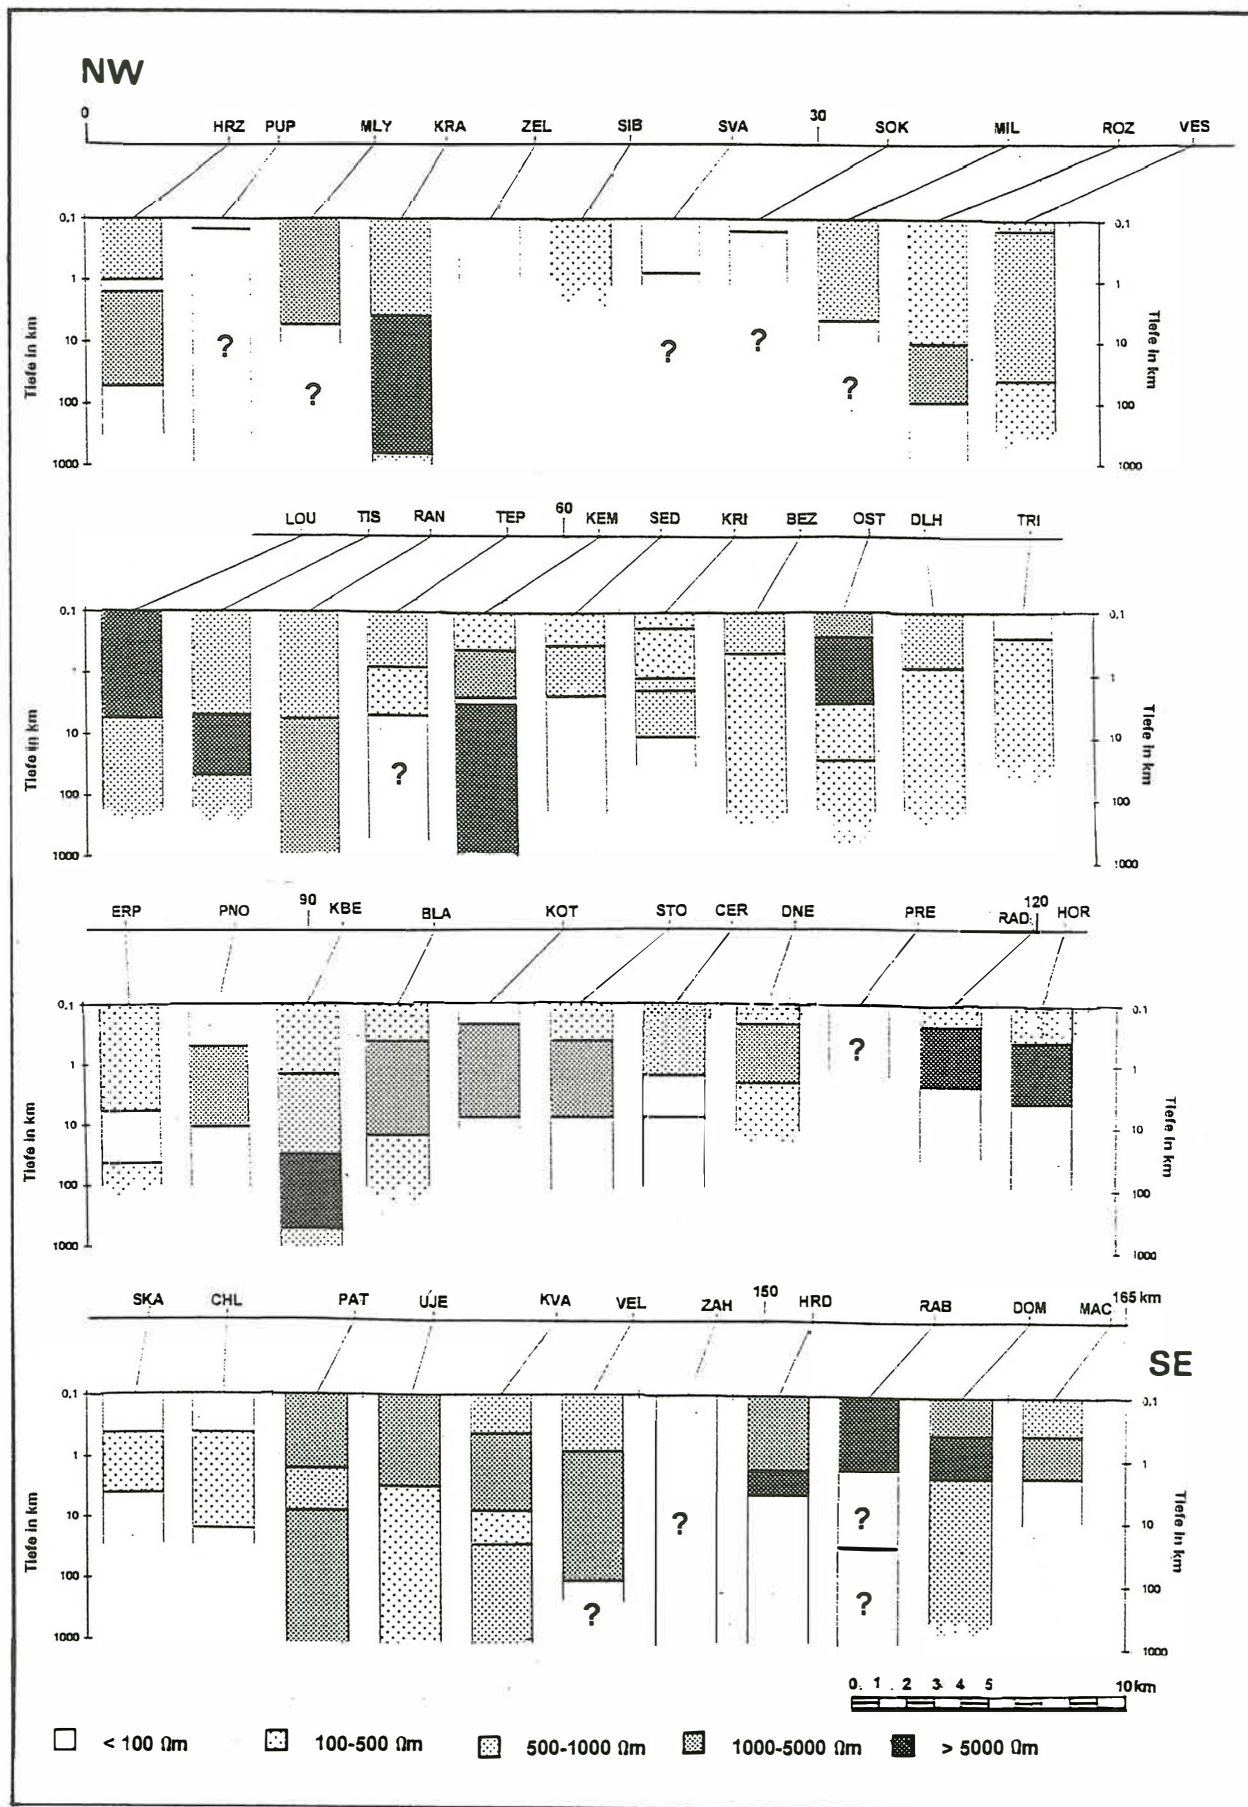 NW
0 HRZ PUP MLY KRA ZEL SIB SVA 30 SOK MIL ROZ VES
0.1 0.1
1 1
10 10
100 100
1000 1000
Tiefe in km
Tiefe in km
? ? ? ? ? ?
LOU TIS RAN TEP 60 KEM SED KRI BEZ OST DLH TRI
0.1 0.1
1 1
10 10
100 100
1000 1000
Tiefe in km
Tiefe in km
?
ERP PNO 90 KBE BLA KOT STO CER DNE PRE RAD 120 HOR
0.1 0.1
1 1
10 10
100 100
1000 1000
Tiefe in km
Tiefe in km
?
SKA CHL PAT UJE KVA VEL ZAH 150 HRD RAB DOM MAC 165 km
SE
0.1 0.1
1 1
10 10
100 100
1000 1000
Tiefe in km
Tiefe in km
? ? ? ?
0 1 2 3 4 5 10 km
< 100 Ωm 100-500 Ωm 500-1000 Ωm 1000-5000 Ωm > 5000 Ωm